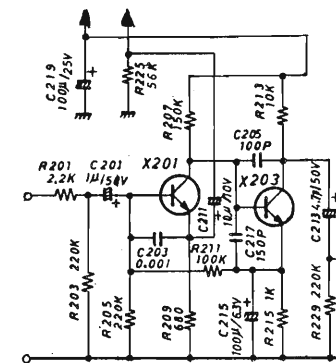 C219
100µ/25V
R225
56K
R207
150K
R213
10K
C205
100P
R201
2.2K
C201
1µ/50V
X201
X203
C211
1µ/70V
C213 4.7µ/50V
C203
0.001
R211
100K
C217
150P
R203 220K
R205
220K
R209
680
C215
100µ/6.3V
R215 1K
R229 220K